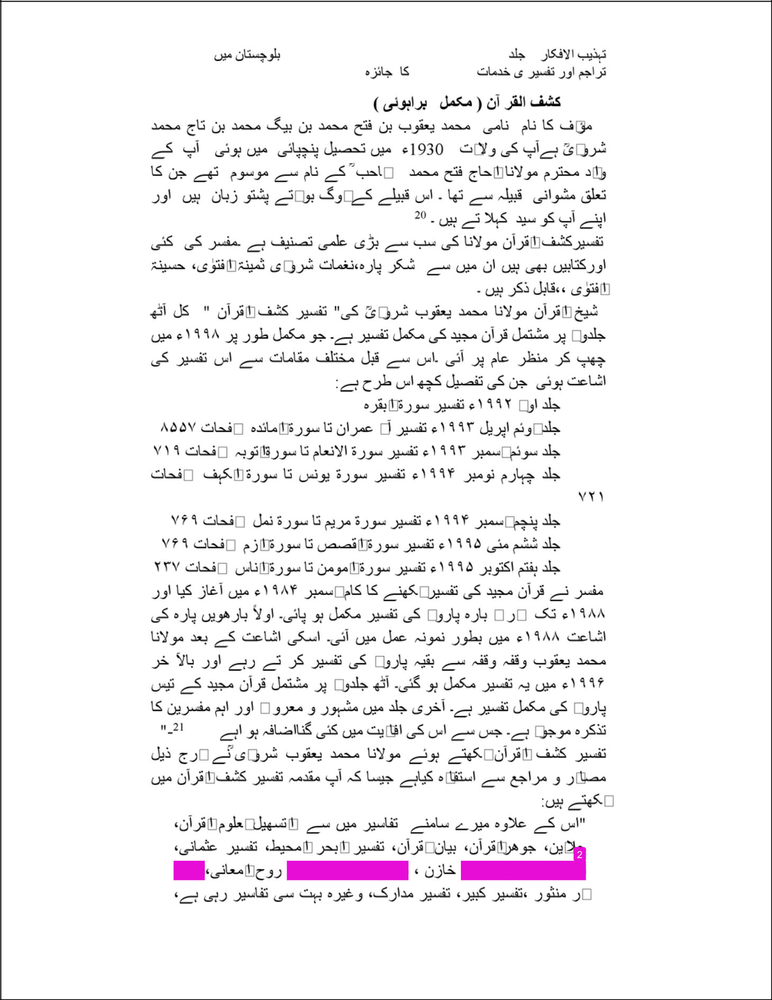 تہذیب الافکار جلد بلوچستان میں
تراجم اور تفسیر ی خدمات کا جائزہ
کشف القر آن ( مکمل براہوئی )
مؤ□ف کا نام نامی محمد یعقوب بن فتح محمد بن بیگ محمد بن تاج محمد
شرو□یؒ ہےآپ کی ولا□ت 1930ء میں تحصیل پنچپائی میں ہوئی آپ کے
وا□د محترم مولانا ا□حاج فتح محمد □احبؒ کے نام سے موسوم تھے جن کا
تعلق مشوانی قبیلہ سے تھا ۔ اس قبیلے کے □وگ بو□تے پشتو زبان ہیں اور
اپنے آپ کو سید کہلا تے ہیں ۔ 20
تفسیرکشف ا□قرآن مولانا کی سب سے بڑی علمی تصنیف ہے ۔مفسر کی کئی
اورکتابیں بھی ہیں ان میں سے شکر پارہ،نغمات شرو□ی ثمینۃ ا□فتوٰی، حسینۃ
ا□فتوٰی ،،قابل ذکر ہیں ۔
شیخ ا□قرآن مولانا محمد یعقوب شرو□یؒ کی" تفسیر کشف ا□قرآن " کل آٹھ
جلدو□ پر مشتمل قرآن مجید کی مکمل تفسیر ہے۔ جو مکمل طور پر ۱۹۹۸ء میں
چھپ کر منظر عام پر آئی ۔اس سے قبل مختلف مقامات سے اس تفسیر کی
اشاعت ہوئی جن کی تفصیل کچھ اس طرح ہے:
جلد او□ ۱۹۹۲ء تفسیر سورة ا□بقرہ
جلد □وئم اپریل ۱۹۹۳ء تفسیر آ□ عمران تا سورة ا□مائدہ □فحات ۸۵۵۷
جلد سوئم □سمبر ۱۹۹۳ء تفسیر سورة الانعام تا سورة ا□توبہ □فحات ۷۱۹
جلد چہارم نومبر ۱۹۹۴ء تفسیر سورة یونس تا سورة ا□کہف □فحات
۷۲۱
جلد پنچم □سمبر ۱۹۹۴ء تفسیر سورة مریم تا سورة نمل □فحات ۷۶۹
جلد ششم مئی ۱۹۹۵ء تفسیر سورة ا□قصص تا سورة ا□زم □فحات ۷۶۹
جلد ہفتم اکتوبر ۱۹۹۵ء تفسیر سورة ا□مومن تا سورة ا□ناس □فحات ۲۳۷
مفسر نے قرآن مجید کی تفسیر □کھنے کا کام □سمبر ۱۹۸۴ء میں آغاز کیا اور
۱۹۸۸ء تک □ر□ بارہ پارو□ کی تفسیر مکمل ہو پائی۔ اولاً بارھویں پارہ کی
اشاعت ۱۹۸۸ء میں بطور نمونہ عمل میں آئی۔ اسکی اشاعت کے بعد مولانا
محمد یعقوب وقفہ وقفہ سے بقیہ پارو□ کی تفسیر کر تے رہے اور بالآ خر
۱۹۹۶ء میں یہ تفسیر مکمل ہو گئی۔ آٹھ جلدو□ پر مشتمل قرآن مجید کے تیس
پارو□ کی مکمل تفسیر ہے۔ آخری جلد میں مشہور و معرو□ اور اہم مفسرین کا
تذکرہ موجو□ ہے۔ جس سے اس کی افا□یت میں کئی گنااضافہ ہو اہے 21۔"
تفسیر کشف ا□قرآن □کھتے ہوئے مولانا محمد یعقوب شرو□یؒ نے □رج ذیل
مصا□ر و مراجع سے استفا□ہ کیاہے جیسا کہ آپ مقدمہ تفسیر کشف ا□قرآن میں
□کھتے ہیں:
"اس کے علاوہ میرے سامنے تفاسیر میں سے ا□تسھیل □علوم ا□قرآن،
جلا□ین، جوھر ا□قرآن، بیان □قرآن، تفسیر ا□بحر ا□محیط، تفسیر عثمانی،
2
خازن ، روح ا□معانی،
□ر منثور ،تفسیر کبیر، تفسیر مدارک، وغیرہ بہت سی تفاسیر رہی ہے،